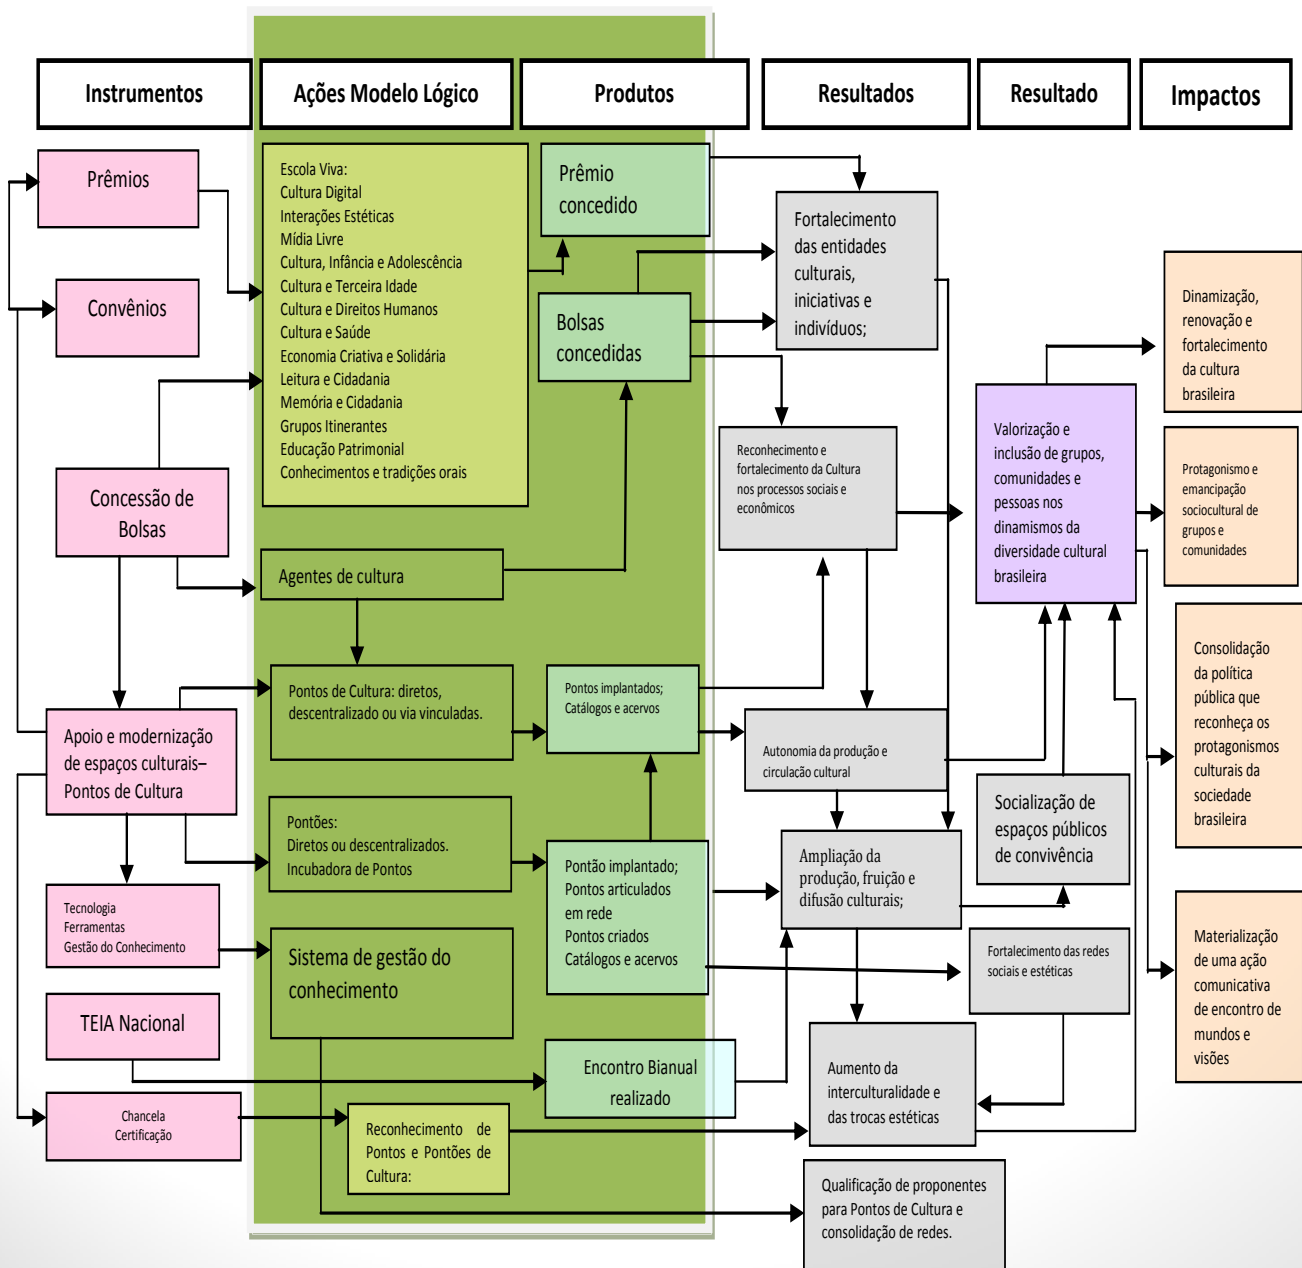 Instrumentos
Ações Modelo Lógico
Produtos
Resultados
Resultado
Impactos
Prêmios
Convênios
Concessão de
Bolsas
Apoio e modernização
de espaços culturais–
Pontos de Cultura
Tecnologia
Ferramentas
Gestão do Conhecimento
TEIA Nacional
Chancela
Certificação
Escola Viva:
Cultura Digital
Interações Estéticas
Mídia Livre
Cultura, Infância e Adolescência
Cultura e Terceira Idade
Cultura e Direitos Humanos
Cultura e Saúde
Economia Criativa e Solidária
Leitura e Cidadania
Memória e Cidadania
Grupos Itinerantes
Educação Patrimonial
Conhecimentos e tradições orais
Agentes de cultura
Pontos de Cultura: diretos,
descentralizado ou via vinculadas.
Pontões:
Diretos ou descentralizados.
Incubadora de Pontos
Sistema de gestão do
conhecimento
Reconhecimento de
Pontos e Pontões de
Cultura:
Prêmio
concedido
Bolsas
concedidas
Pontos implantados;
Catálogos e acervos
Pontão implantado;
Pontos articulados
em rede
Pontos criados
Catálogos e acervos
Encontro Bianual
realizado
Fortalecimento
das entidades
culturais,
iniciativas e
indivíduos;
Reconhecimento e
fortalecimento da Cultura
nos processos sociais e
econômicos
Autonomia da produção e
circulação cultural
Ampliação da
produção, fruição e
difusão culturais;
Aumento da
interculturalidade e
das trocas estéticas
Qualificação de proponentes
para Pontos de Cultura e
consolidação de redes.
Valorização e
inclusão de grupos,
comunidades e
pessoas nos
dinamismos da
diversidade cultural
brasileira
Socialização de
espaços públicos
de convivência
Fortalecimento das redes
sociais e estéticas
Dinamização,
renovação e
fortalecimento
da cultura
brasileira
Protagonismo e
emancipação
sociocultural de
grupos e
comunidades
Consolidação
da política
pública que
reconheça os
protagonismos
culturais da
sociedade
brasileira
Materialização
de uma ação
comunicativa
de encontro de
mundos e
visões